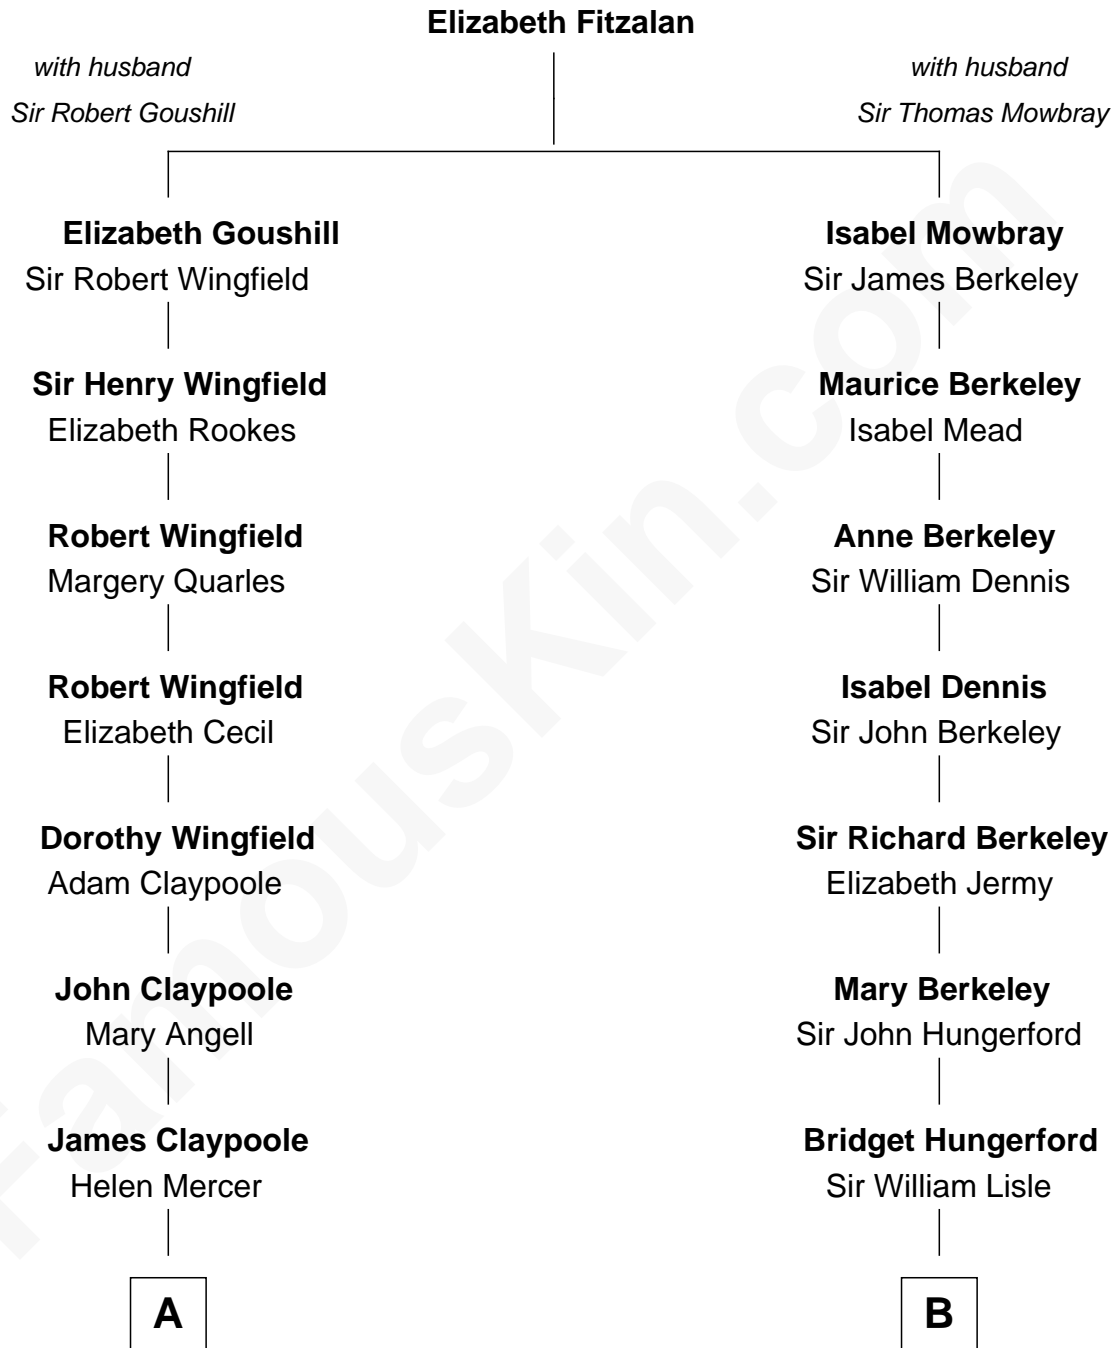 Elizabeth Fitzalan
with husband
Sir Robert Goushill
with husband
Sir Thomas Mowbray
Elizabeth Goushill
Sir Robert Wingfield
Isabel Mowbray
Sir James Berkeley
Sir Henry Wingfield
Elizabeth Rookes
Maurice Berkeley
Isabel Mead
Robert Wingfield
Margery Quarles
Anne Berkeley
Sir William Dennis
Robert Wingfield
Elizabeth Cecil
Isabel Dennis
Sir John Berkeley
Dorothy Wingfield
Adam Claypoole
Sir Richard Berkeley
Elizabeth Jermy
John Claypoole
Mary Angell
Mary Berkeley
Sir John Hungerford
James Claypoole
Helen Mercer
Bridget Hungerford
Sir William Lisle
A
B
FamousKin.com